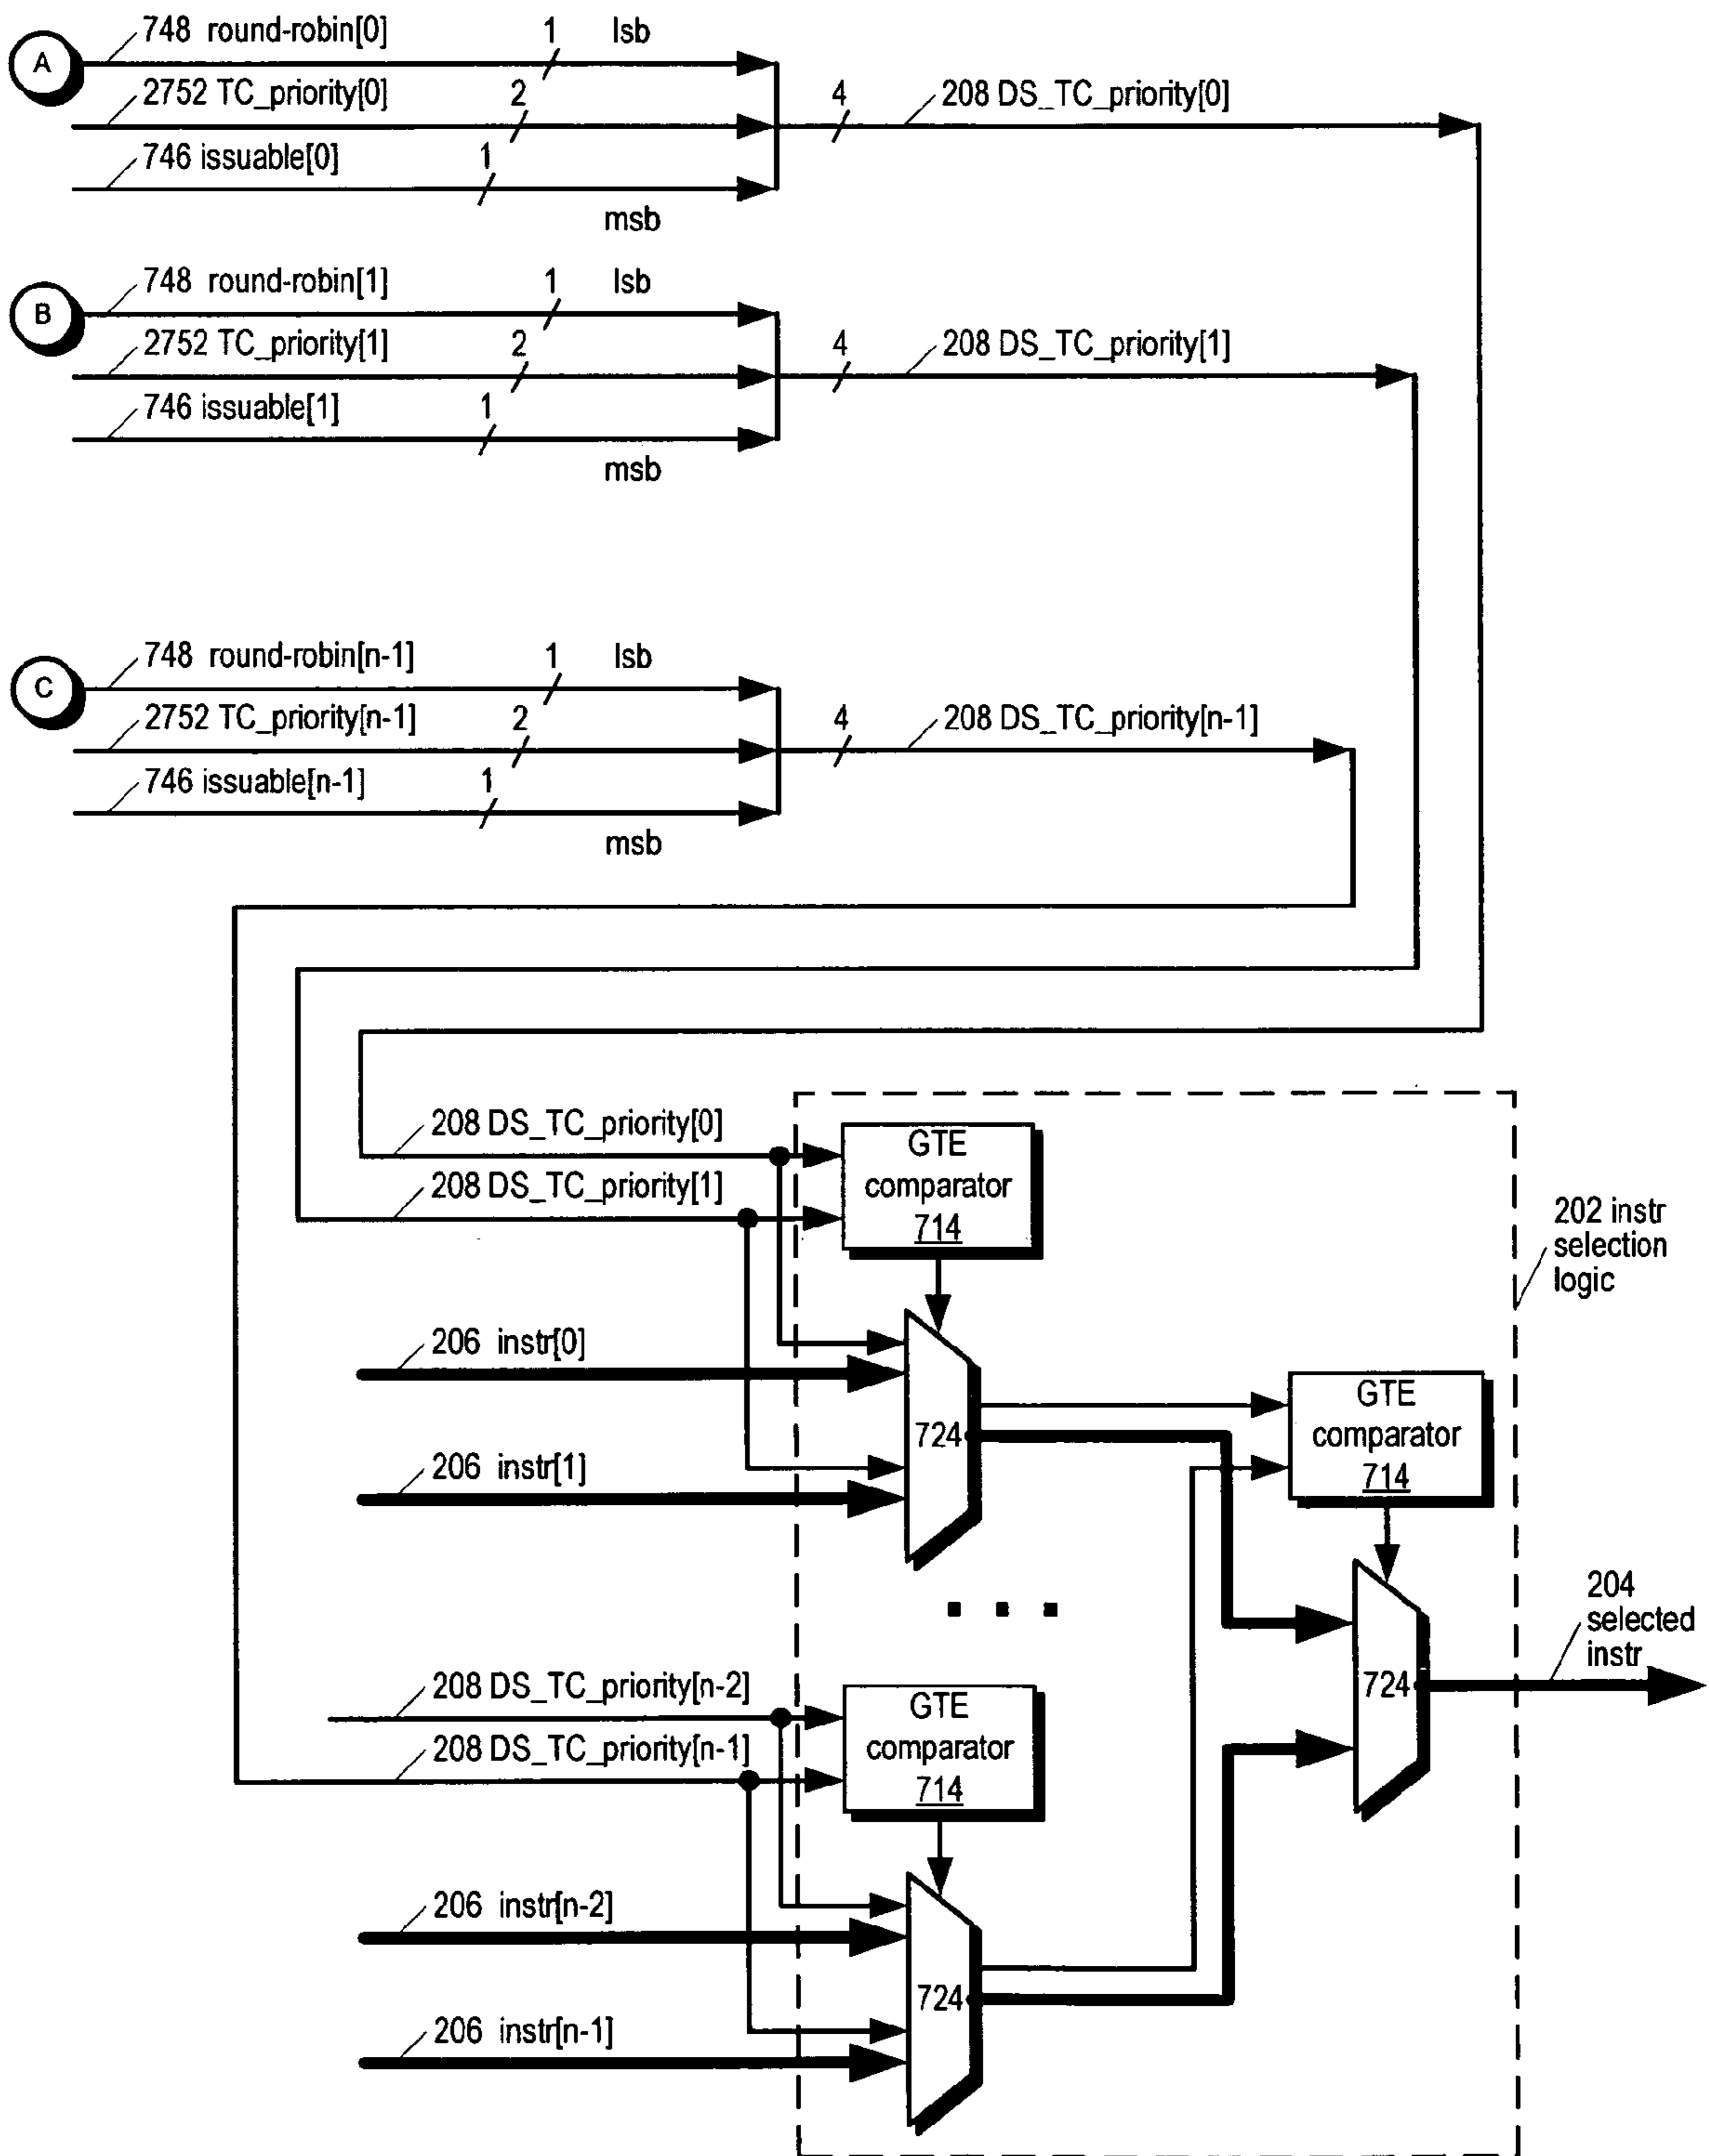 748 round-robin[0]
1
lsb
A
2752 TC_priority[0]
2
4
208 DS_TC_priority[0]
746 issuable[0]
1
msb
748 round-robin[1]
1
lsb
B
2752 TC_priority[1]
2
4
208 DS_TC_priority[1]
746 issuable[1]
1
msb
748 round-robin[n-1]
1
lsb
C
2752 TC_priority[n-1]
2
4
208 DS_TC_priority[n-1]
746 issuable[n-1]
1
msb
208 DS_TC_priority[0]
208 DS_TC_priority[1]
GTE
comparator
714
202 instr
selection
logic
206 instr[0]
206 instr[1]
724
GTE
comparator
714
204
selected
instr
724
208 DS_TC_priority[n-2]
208 DS_TC_priority[n-1]
GTE
comparator
714
206 instr[n-2]
206 instr[n-1]
724